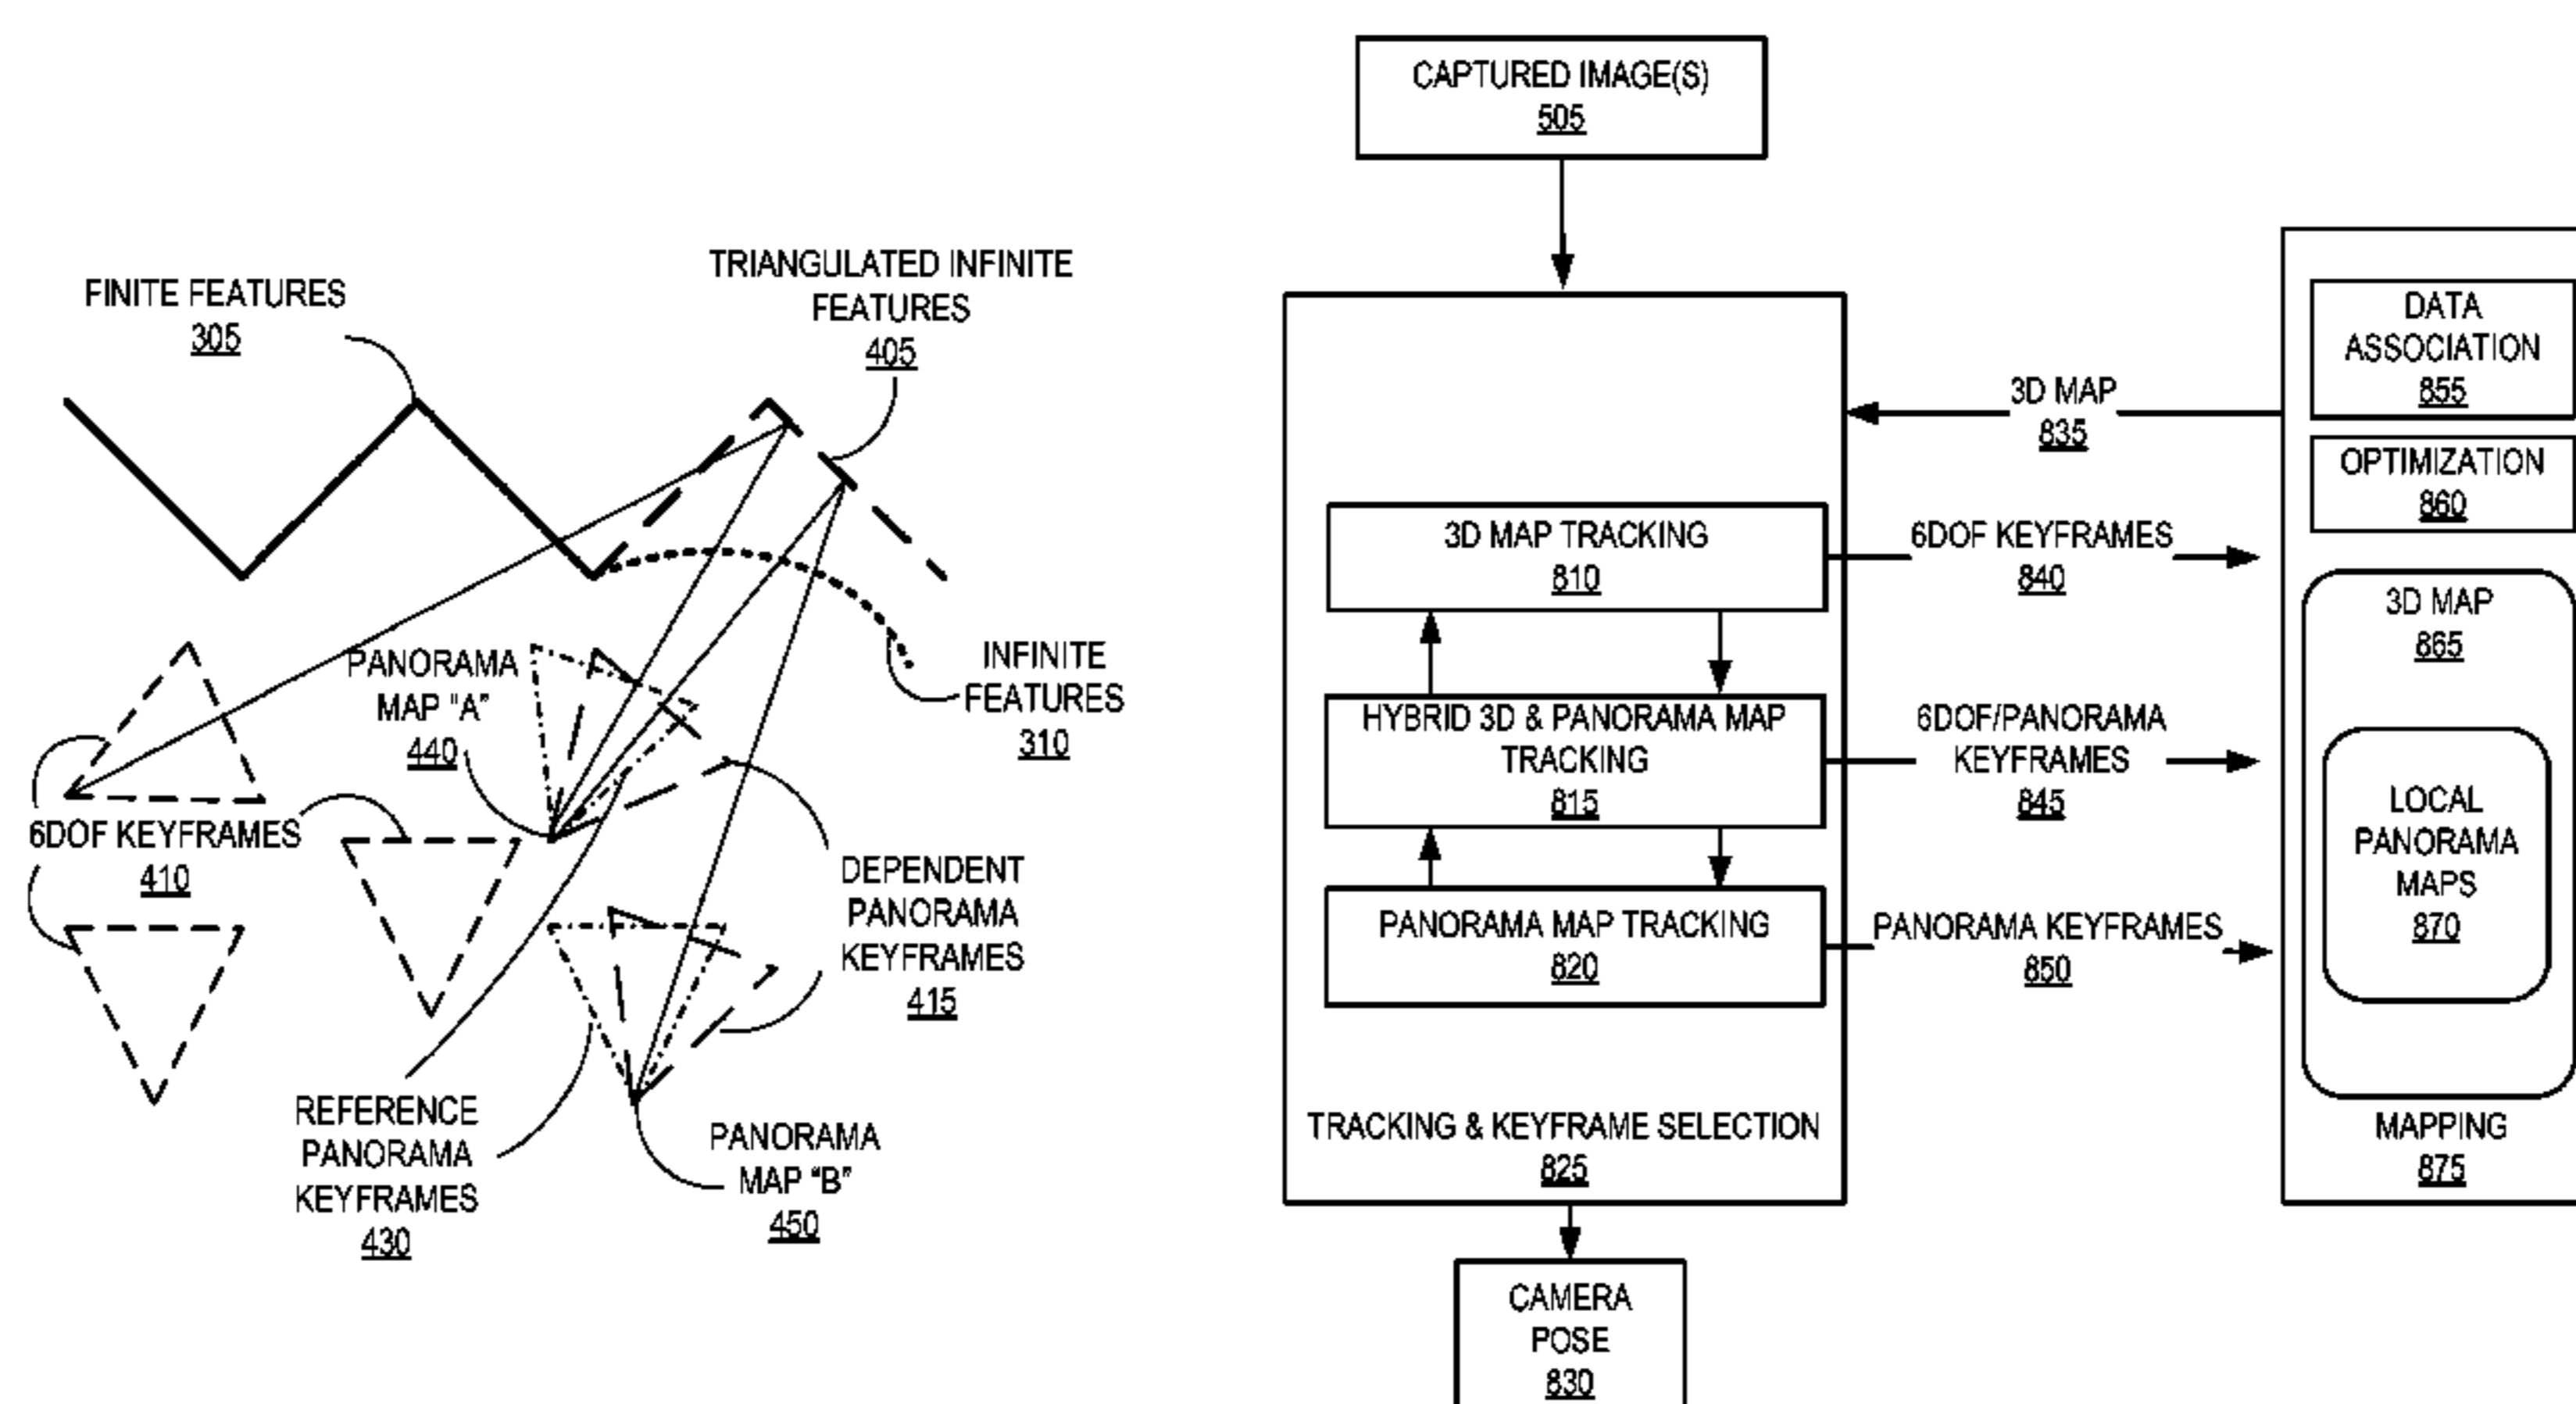 FINITE FEATURES
305
TRIANGULATED INFINITE
FEATURES
405
PANORAMA
MAP "A"
440
INFINITE
FEATURES
310
6DOF KEYFRAMES
410
DEPENDENT
PANORAMA
KEYFRAMES
415
REFERENCE
PANORAMA
KEYFRAMES
430
PANORAMA
MAP "B"
450
CAPTURED IMAGE(S)
505
3D MAP
835
3D MAP TRACKING
810
6DOF KEYFRAMES
840
HYBRID 3D & PANORAMA MAP
TRACKING
815
6DOF/PANORAMA
KEYFRAMES
845
PANORAMA MAP TRACKING
820
PANORAMA KEYFRAMES
850
TRACKING & KEYFRAME SELECTION
825
CAMERA
POSE
830
DATA
ASSOCIATION
855
OPTIMIZATION
860
3D MAP
865
LOCAL
PANORAMA
MAPS
870
MAPPING
875